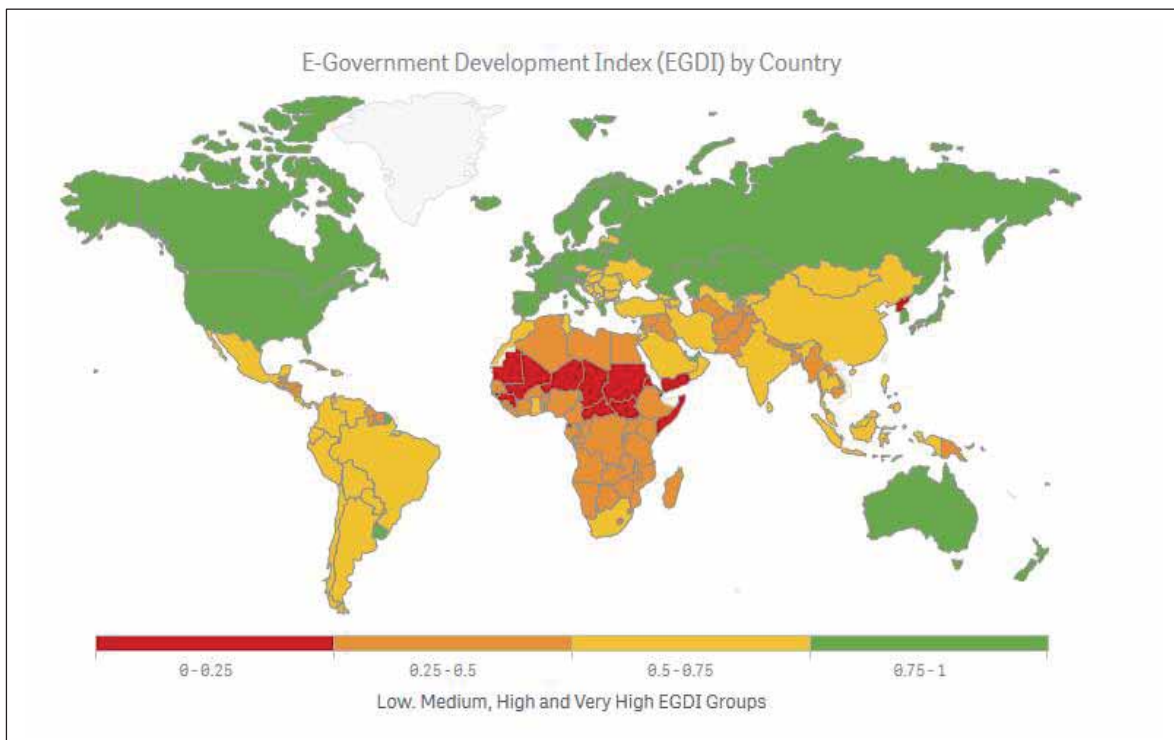 E-Government Development Index (EGDI) by Country
0 - 0.25 0.25 - 0.5 0.5 - 0.75 0.75 - 1
Low. Medium, High and Very High EGDI Groups